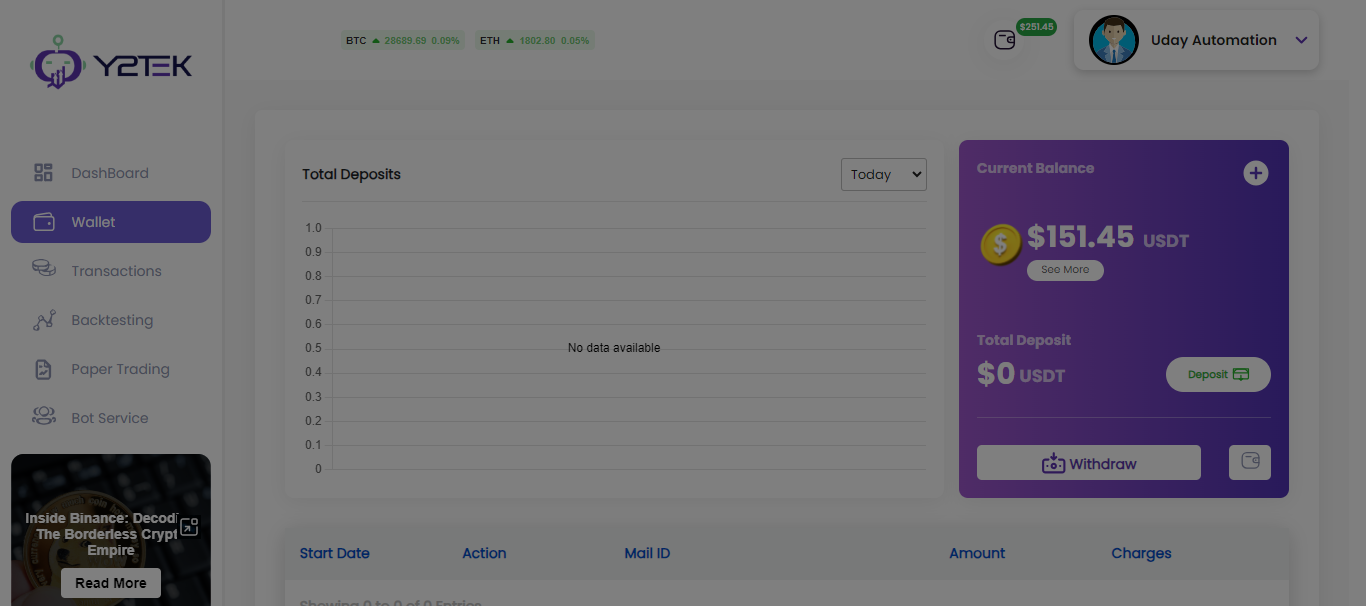 Y2TEK
BTC 28689.69 0.09% ETH 1802.80 0.05%
$251.45
Uday Automation
DashBoard
Wallet
Transactions
Backtesting
Paper Trading
Bot Service
Inside Binance: Decodi
The Borderless Crypt
Empire
Read More
Total Deposits
Today
1.0
0.9
0.8
0.7
0.6
0.5
0.4
0.3
0.2
0.1
0
No data available
Current Balance
$151.45 USDT
See More
Total Deposit
$0 USDT
Deposit
Withdraw
Start Date Action Mail ID Amount Charges
Showing 0 to 0 of 0 Entries